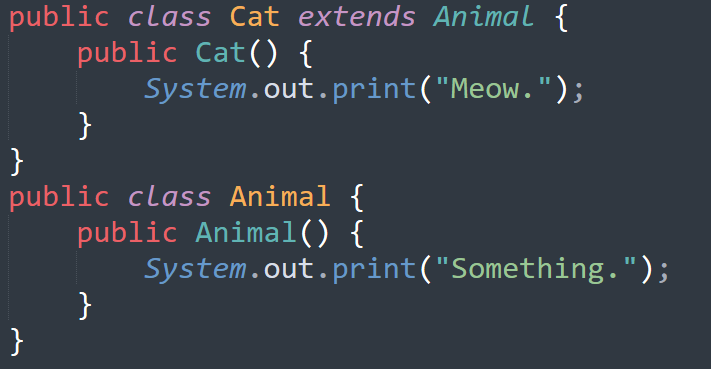 public class Cat extends Animal {
    public Cat() {
        System.out.print("Meow.");
    }
}
public class Animal {
    public Animal() {
        System.out.print("Something.");
    }
}